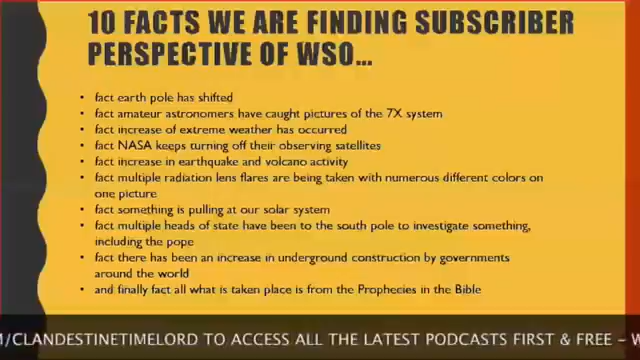 10 FACTS WE ARE FINDING SUBSCRIBER
PERSPECTIVE OF WSO...
• fact earth pole has shifted
• fact amateur astronomers have caught pictures of the 7X system
• fact increase of extreme weather has occurred
• fact NASA keeps turning off their observing satellites
• fact increase in earthquake and volcano activity
• fact multiple radiation lens flares are being taken with numerous different colors on
one picture
• fact something is pulling at our solar system
• fact multiple heads of state have been to the south pole to investigate something,
including the pope
• fact there has been an increase in underground construction by governments
around the world
• and finally fact all what is taken place is from the Prophecies in the Bible
M/CLANDESTINETIMELORD TO ACCESS ALL THE LATEST PODCASTS FIRST & FREE – W